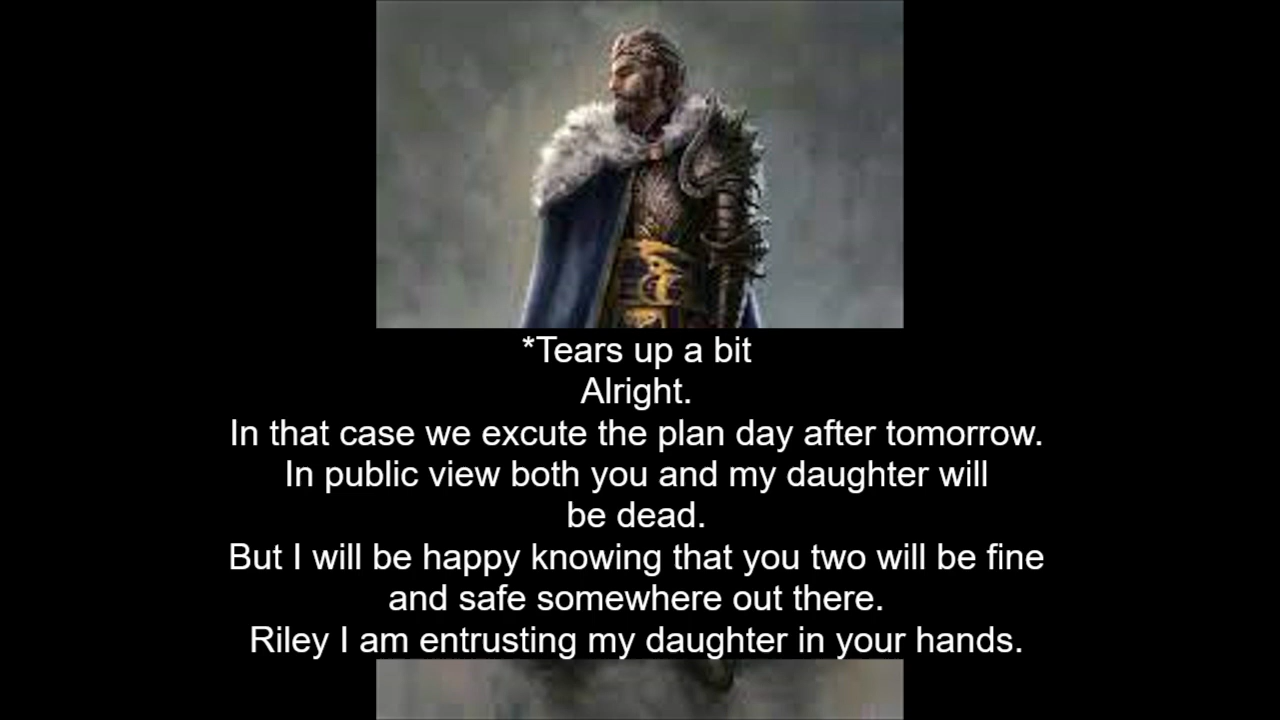 *Tears up a bit
Alright.
In that case we excute the plan day after tomorrow.
In public view both you and my daughter will
be dead.
But I will be happy knowing that you two will be fine
and safe somewhere out there.
Riley I am entrusting my daughter in your hands.